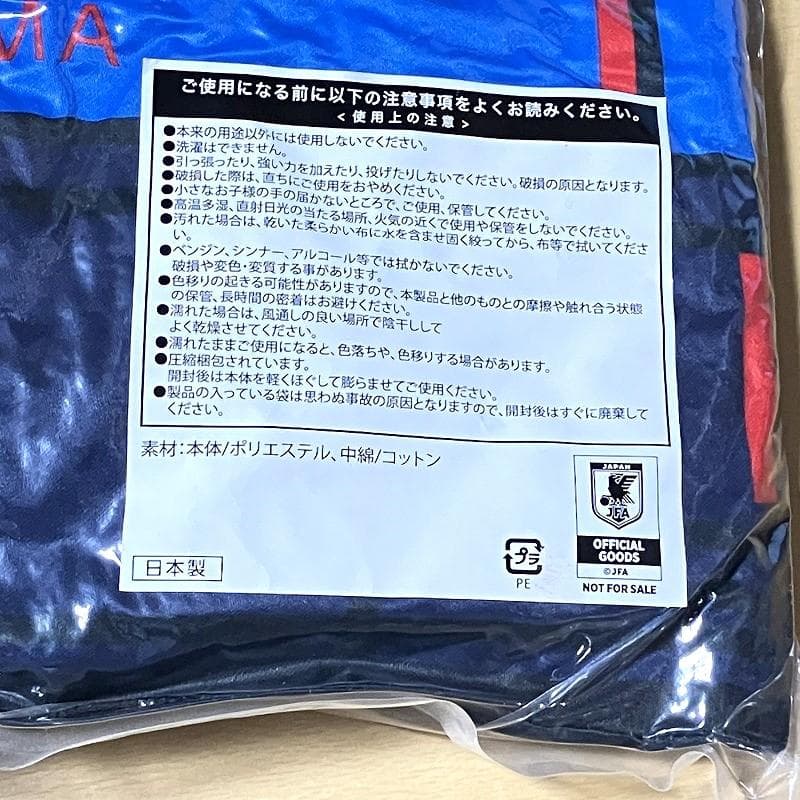 MA
ご使用になる前に以下の注意事項をよくお読みください。
<使用上の注意>
●本来の用途以外には使用しないでください。
●洗濯はできません。
●引っ張ったり、強い力を加えたり、投げたりしないでください。破損の原因となります。
●破損した際は、直ちにご使用をおやめください。
●小さなお子様の手の届かないところで、ご使用、保管してください。
●高温多湿、直射日光の当たる場所、火気の近くで使用や保管をしないでください。
●汚れた場合は、乾いた柔らかい布に水を含ませ固く絞ってから、布等で拭いてくださ
い。
●ベンジン、シンナー、アルコール等では拭かないでください。
破損や変色・変質する事があります。
●色移りの起きる可能性がありますので、本製品と他のものとの摩擦や触れ合う状態
の保管、長時間の密着はお避けください。
●濡れた場合は、風通しの良い場所で陰干しして
よく乾燥させてください。
●濡れたままご使用になると、色落ちや、色移りする場合があります。
●圧縮梱包されています。
開封後は本体を軽くほぐして膨らませてご使用ください。
●製品の入っている袋は思わぬ事故の原因となりますので、開封後はすぐに廃棄して
ください。
素材:本体/ポリエステル、中綿/コットン
日本製
プラ
PE
JAPAN
JFA
OFFICIAL
GOODS
©JFA
NOT FOR SALE